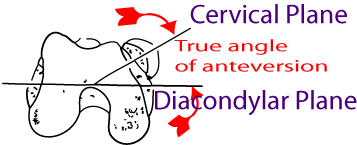 Cervical Plane
True angle
of anteversion
Diacondylar Plane